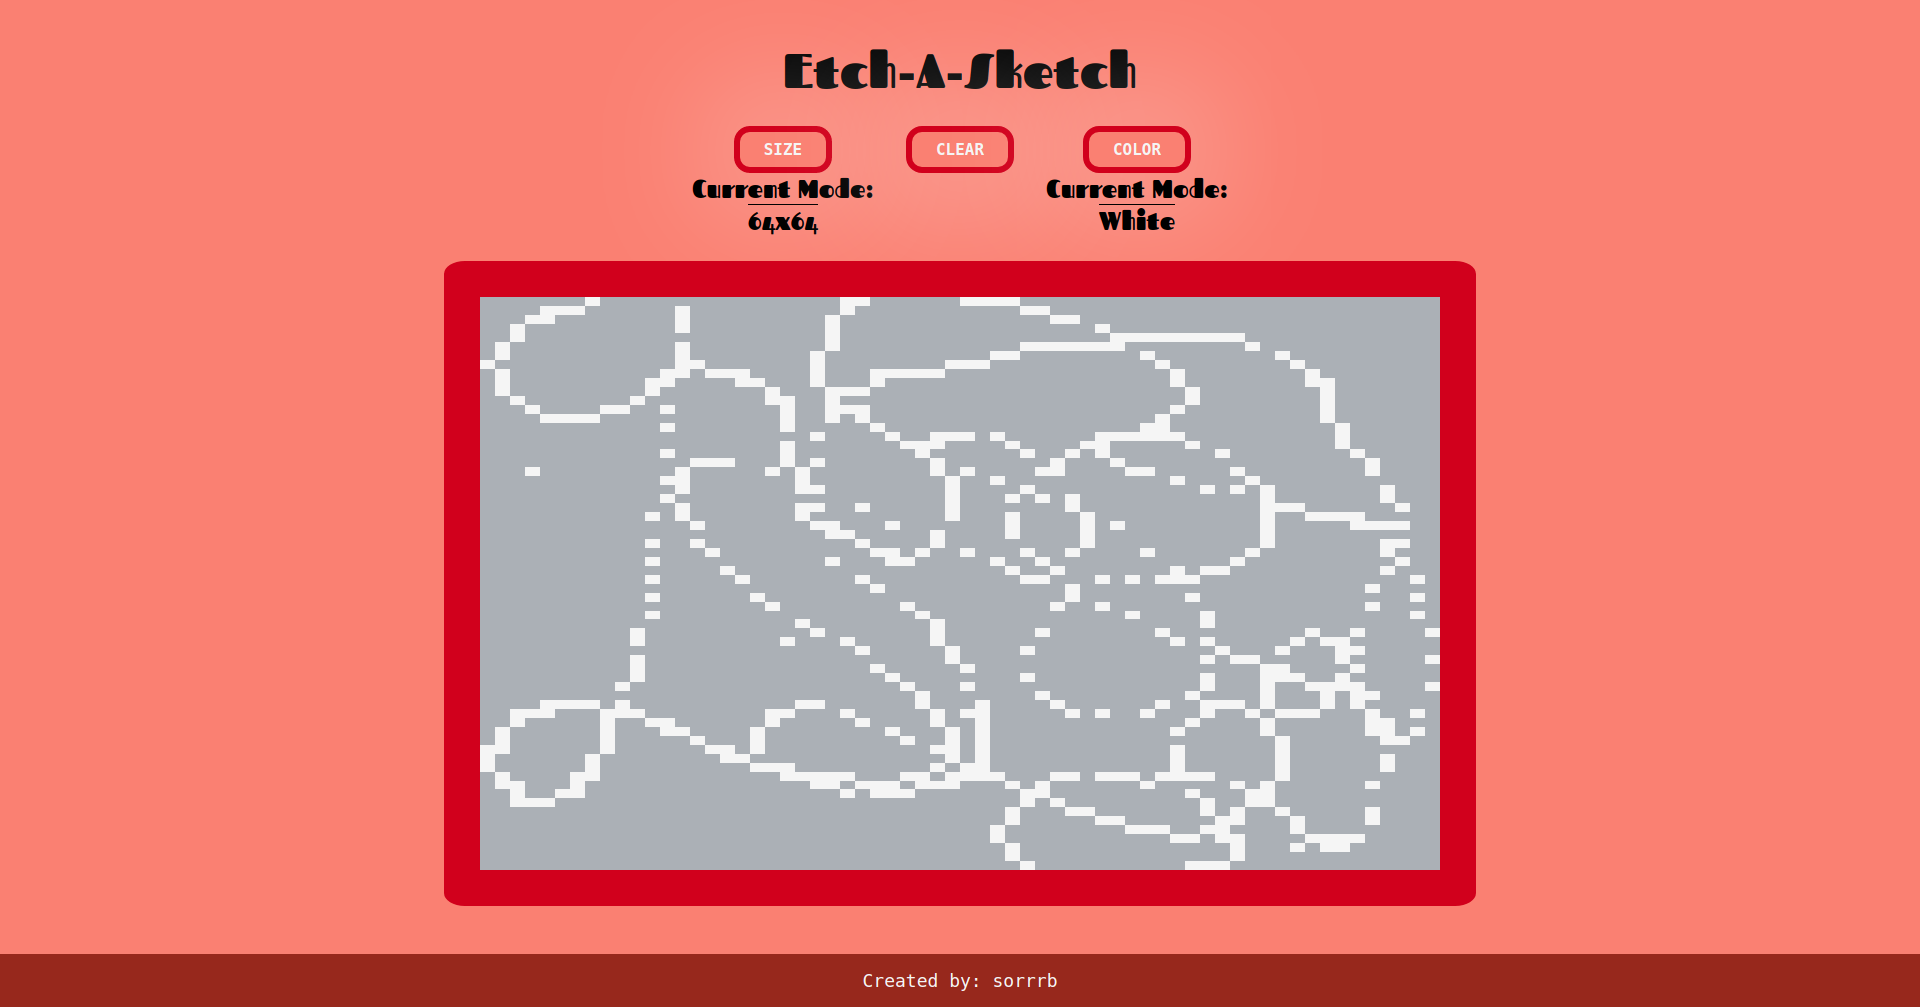 Etch-A-Sketch
SIZE
CLEAR
COLOR
Current Mode:
64x64
Current Mode:
White
Created by: sorrrb